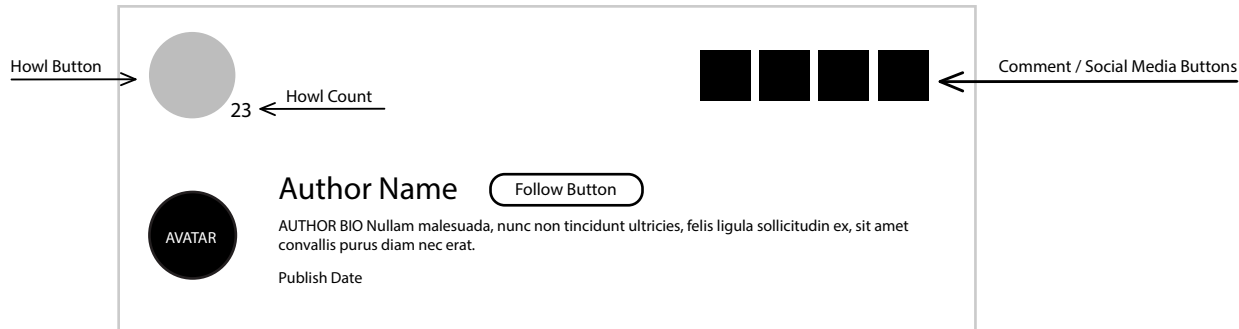 Howl Button
Comment / Social Media Buttons
Howl Count
23
Author Name
Follow Button
AVATAR
AUTHOR BIO Nullam malesuada, nunc non tincidunt ultricies, felis ligula sollicitudin ex, sit amet
convallis purus diam nec erat.
Publish Date